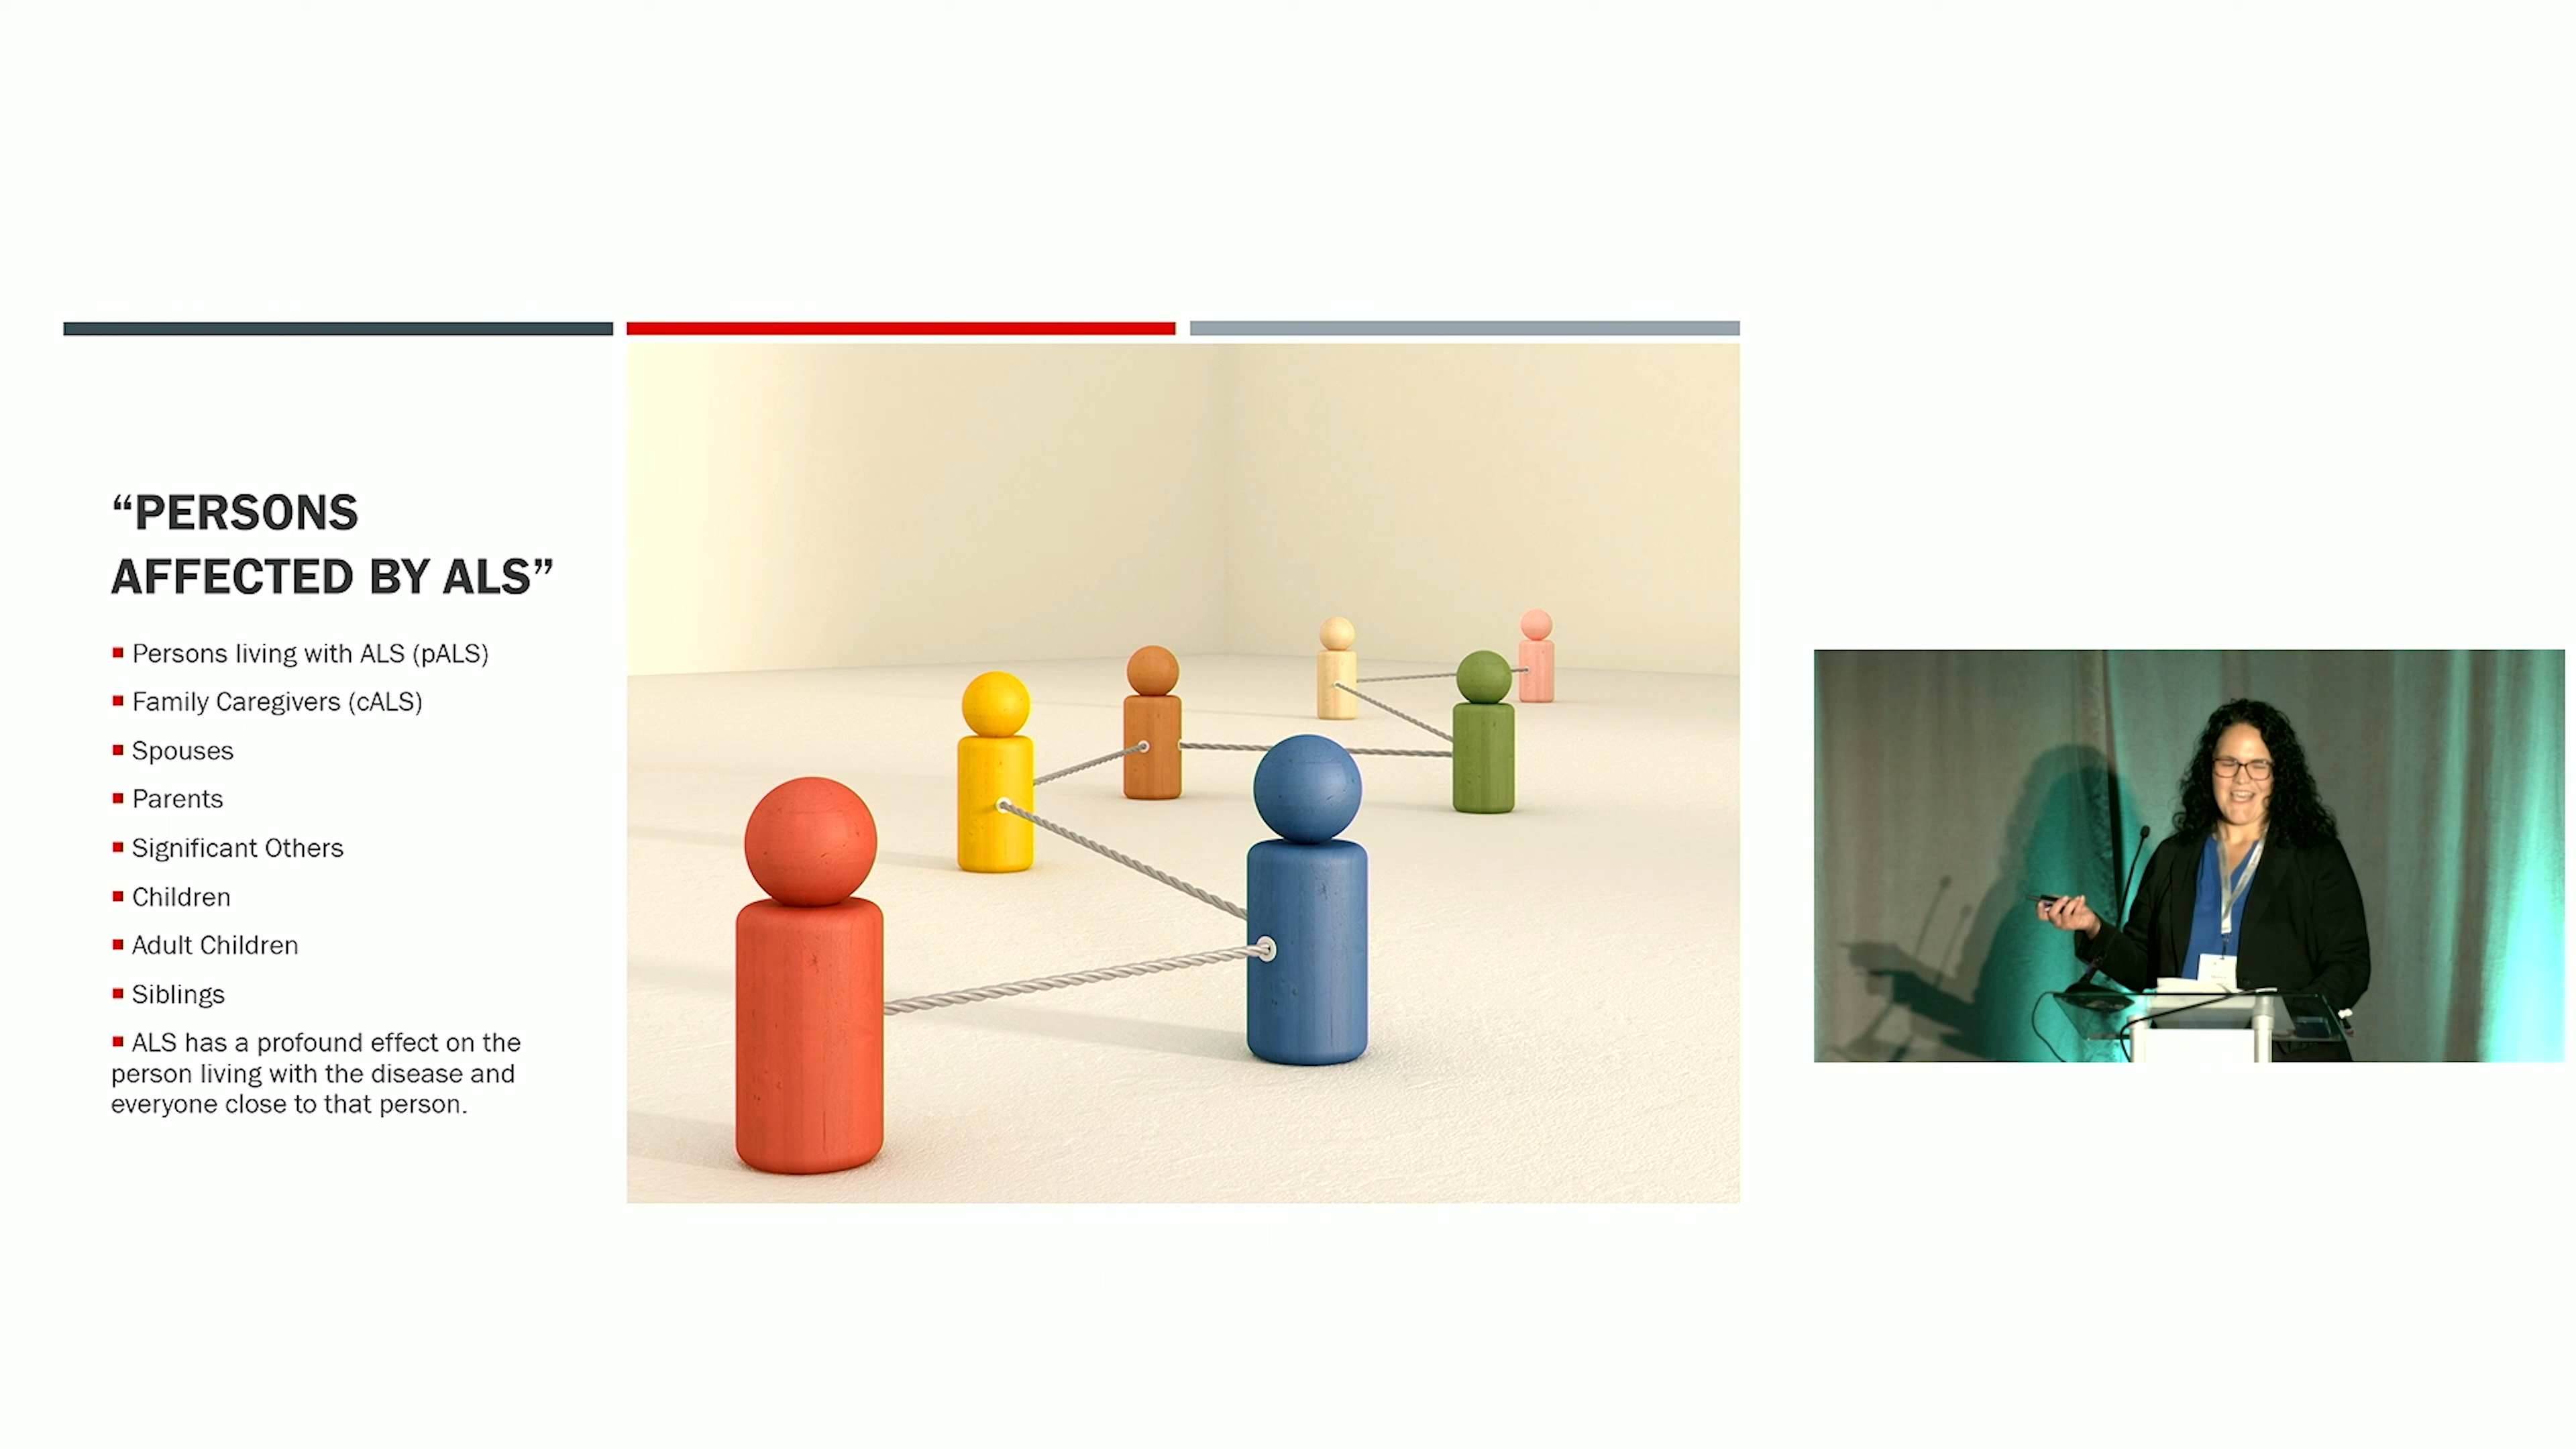 “PERSONS
AFFECTED BY ALS”
▪ Persons living with ALS (pALS)
▪ Family Caregivers (cALS)
▪ Spouses
▪ Parents
▪ Significant Others
▪ Children
▪ Adult Children
▪ Siblings
▪ ALS has a profound effect on the
person living with the disease and
everyone close to that person.